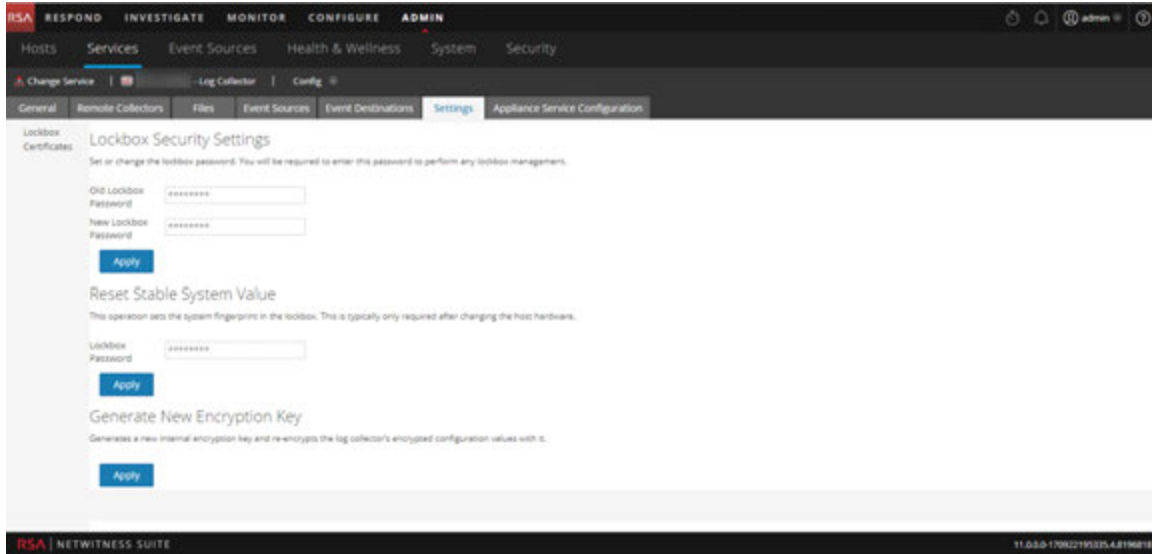 RSA RESPOND INVESTIGATE MONITOR CONFIGURE ADMIN admin
Hosts Services Event Sources Health & Wellness System Security
Change Service | - Log Collector | Config
General Remote Collectors Files Event Sources Event Destinations Settings Appliance Service Configuration
Lockbox
Certificates
Lockbox Security Settings
Set or change the lockbox password. You will be required to enter this password to perform any lockbox management.
Old Lockbox
Password
********
New Lockbox
Password
********
Apply
Reset Stable System Value
This operation sets the system fingerprint in the lockbox. This is typically only required after changing the host hardware.
Lockbox
Password
********
Apply
Generate New Encryption Key
Generates a new internal encryption key and re-encrypts the log collector's encrypted configuration values with it.
Apply
RSA | NETWITNESS SUITE